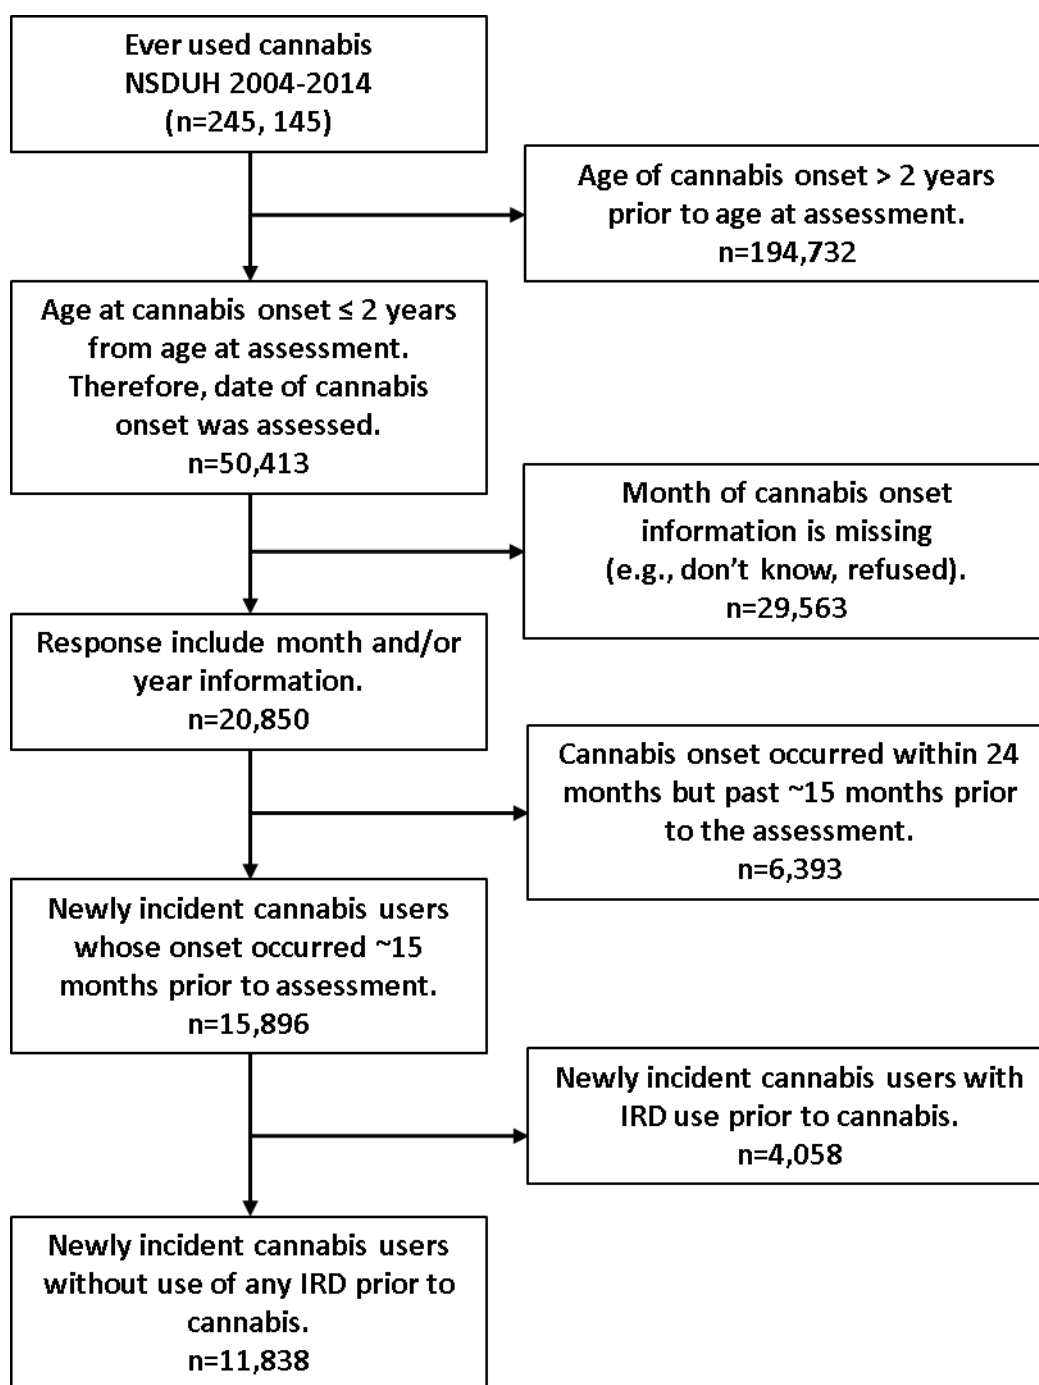 Ever used cannabis
NSDUH 2004-2014
(n=245, 145)
Age of cannabis onset > 2 years
prior to age at assessment.
n=194,732
Age at cannabis onset ≤ 2 years
from age at assessment.
Therefore, date of cannabis
onset was assessed.
n=50,413
Month of cannabis onset
information is missing
(e.g., don't know, refused).
n=29,563
Response include month and/or
year information.
n=20,850
Cannabis onset occurred within 24
months but past ~15 months prior
to the assessment.
n=6,393
Newly incident cannabis users
whose onset occurred ~15
months prior to assessment.
n=15,896
Newly incident cannabis users with
IRD use prior to cannabis.
n=4,058
Newly incident cannabis users
without use of any IRD prior to
cannabis.
n=11,838